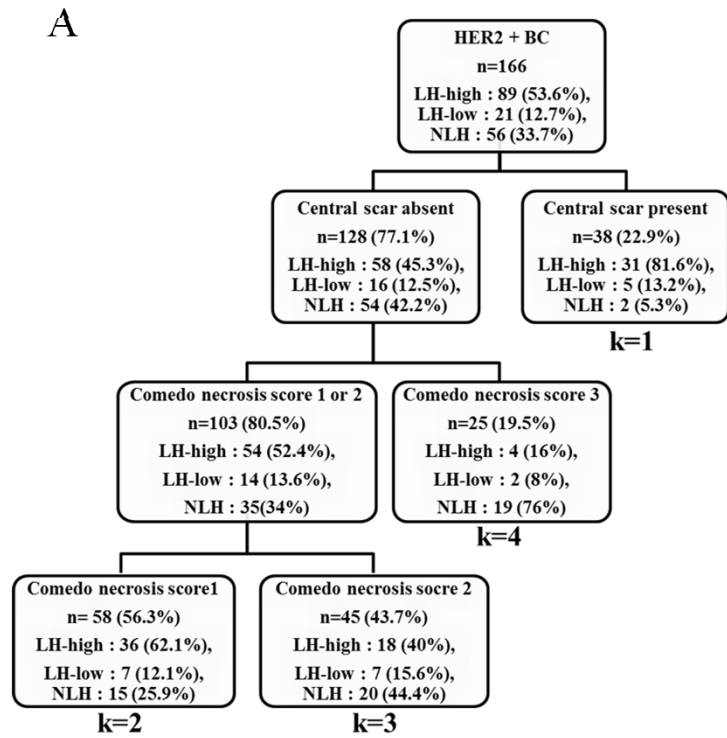 A
HER2 + BC
n=166
LH-high : 89 (53.6%),
LH-low : 21 (12.7%),
NLH : 56 (33.7%)
Central scar absent
n=128 (77.1%)
LH-high : 58 (45.3%),
LH-low : 16 (12.5%),
NLH : 54 (42.2%)
Central scar present
n=38 (22.9%)
LH-high : 31 (81.6%),
LH-low : 5 (13.2%),
NLH : 2 (5.3%)
k=1
Comedo necrosis score 1 or 2
n=103 (80.5%)
LH-high : 54 (52.4%),
LH-low : 14 (13.6%),
NLH : 35(34%)
Comedo necrosis score 3
n=25 (19.5%)
LH-high : 4 (16%),
LH-low : 2 (8%),
NLH : 19 (76%)
k=4
Comedo necrosis score1
n= 58 (56.3%)
LH-high : 36 (62.1%),
LH-low : 7 (12.1%),
NLH : 15 (25.9%)
k=2
Comedo necrosis socre 2
n=45 (43.7%)
LH-high : 18 (40%),
LH-low : 7 (15.6%),
NLH : 20 (44.4%)
k=3